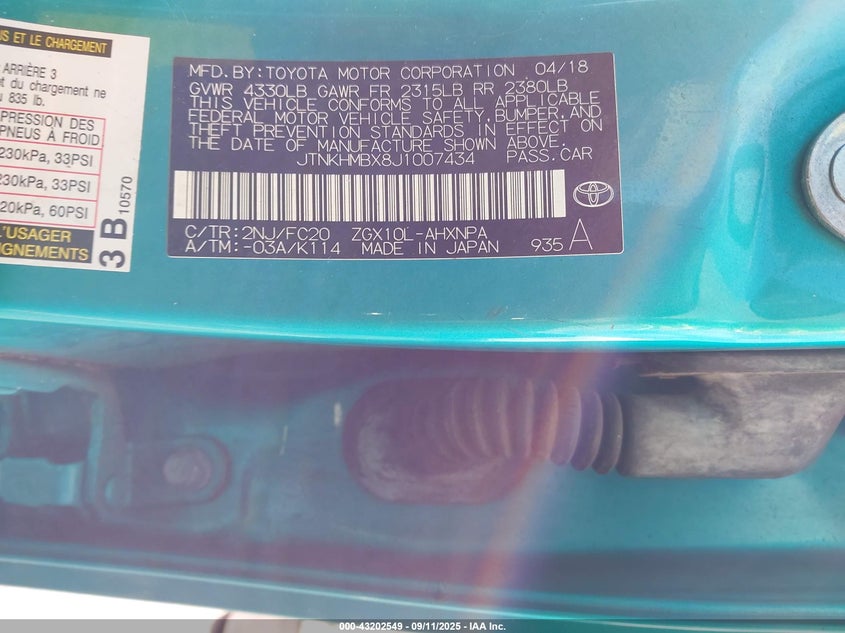 US ET LE CHARGEMENT
ARRIÈRE 3
t du chargement ne
u 835 lb.
PRESSION DES
PNEUS À FROID
230kPa, 33PSI
230kPa, 33PSI
20kPa, 60PSI
L'USAGER
GNEMENTS
3 B 10570
MFD. BY: TOYOTA MOTOR CORPORATION 04/18
GVWR 4330LB GAWR FR 2315LB RR 2380LB
THIS VEHICLE CONFORMS TO ALL APPLICABLE
FEDERAL MOTOR VEHICLE SAFETY, BUMPER, AND
THEFT PREVENTION STANDARDS IN EFFECT ON
THE DATE OF MANUFACTURE SHOWN ABOVE.
JTNKHMBX8J1007434 PASS. CAR
C/TR: 2NJ/FC20 ZGX10L-AHXNPA
A/TM: -03A/K114 MADE IN JAPAN 935 A
000-43202549 - 09/11/2025 - IAA Inc.